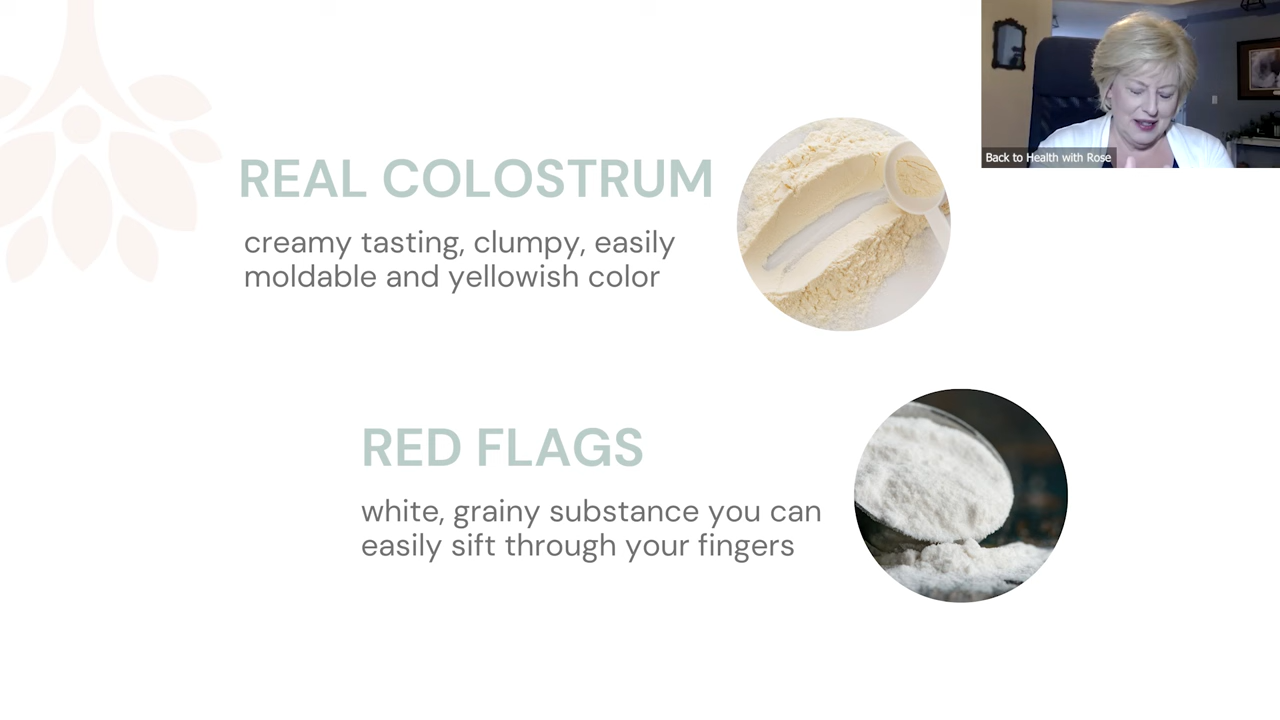 REAL COLOSTRUM
creamy tasting, clumpy, easily
moldable and yellowish color
RED FLAGS
white, grainy substance you can
easily sift through your fingers
Back to Health with Rose